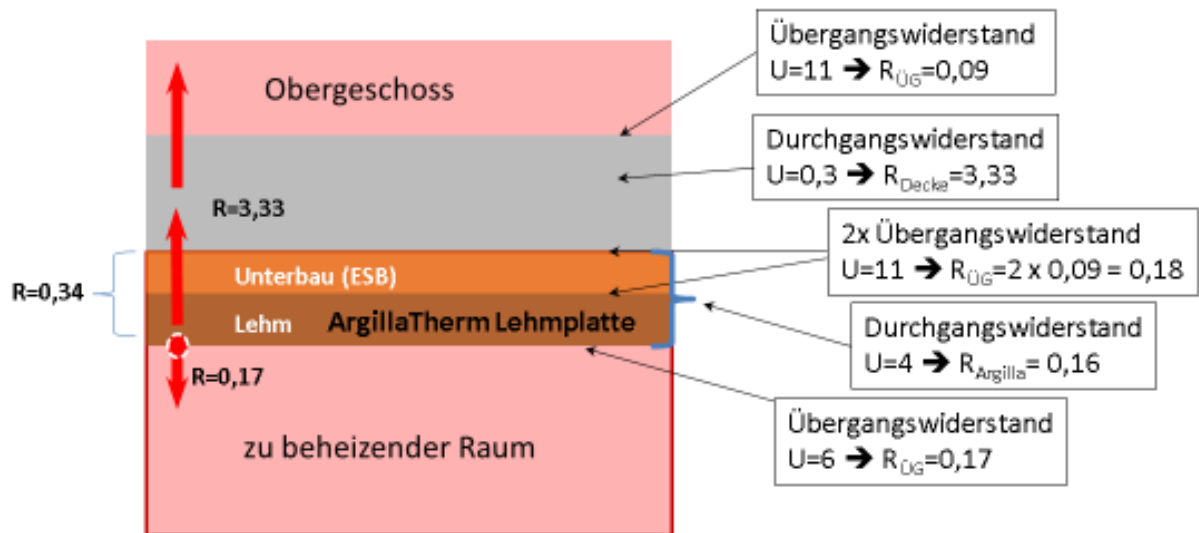 Übergangswiderstand
U=11 ➔ RÜG=0,09
Obergeschoss
Durchgangswiderstand
U=0,3 ➔ RDecke=3,33
R=3,33
2x Übergangswiderstand
U=11 ➔ RÜG=2 x 0,09 = 0,18
Unterbau (ESB)
R=0,34
Lehm ArgillaTherm Lehmplatte
Durchgangswiderstand
U=4 ➔ RArgilla= 0,16
R=0,17
Übergangswiderstand
U=6 ➔ RÜG=0,17
zu beheizender Raum